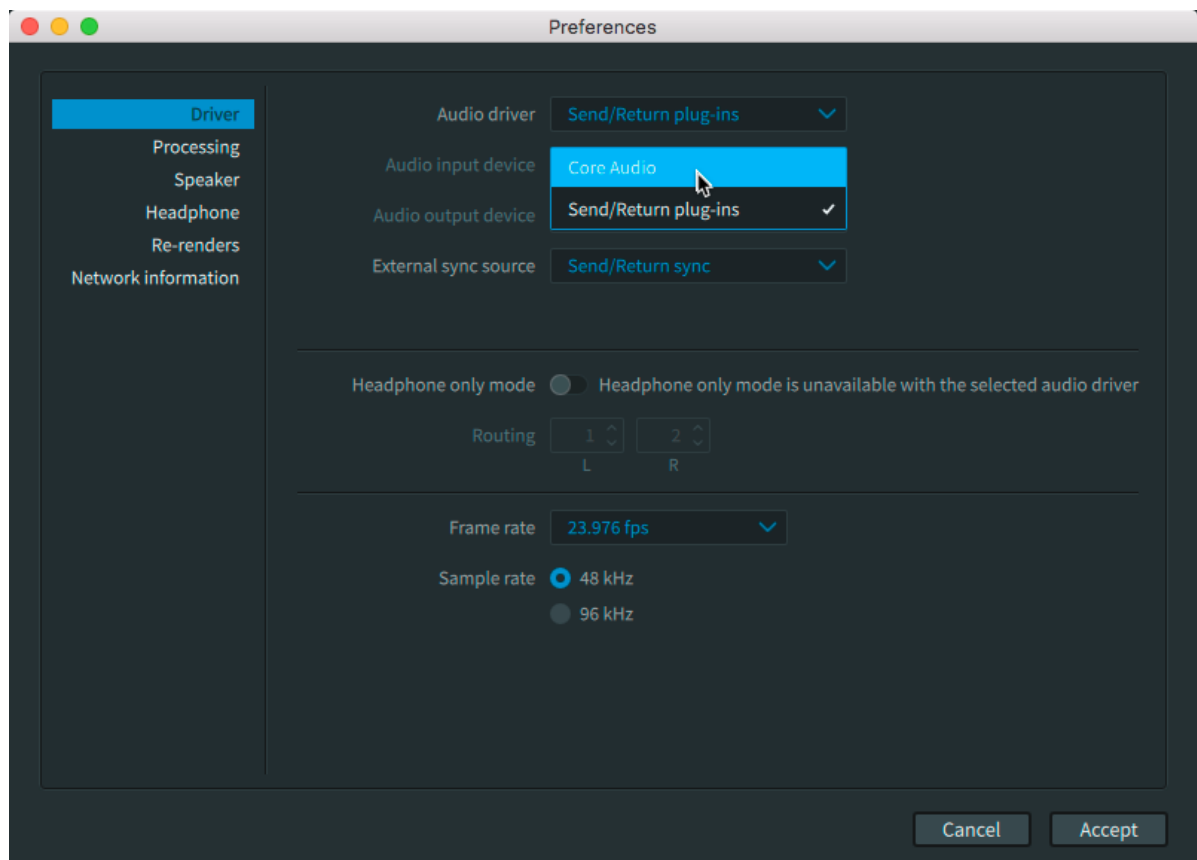 Preferences
Driver
Processing
Speaker
Headphone
Re-renders
Network information
Audio driver Send/Return plug-ins
Audio input device Core Audio
Audio output device Send/Return plug-ins
External sync source Send/Return sync
Headphone only mode Headphone only mode is unavailable with the selected audio driver
Routing 1 2
L R
Frame rate 23.976 fps
Sample rate 48 kHz
96 kHz
Cancel Accept